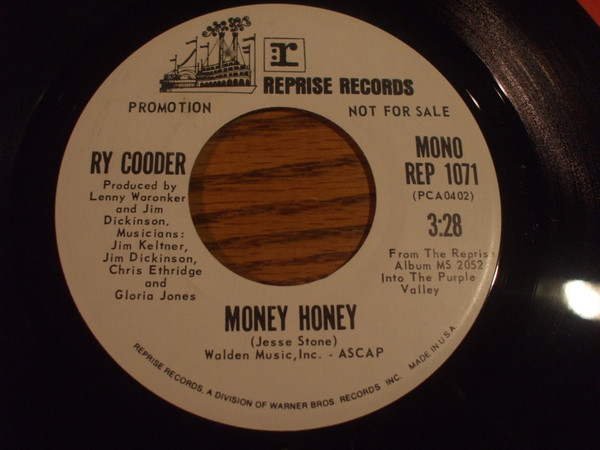 r
REPRISE RECORDS
PROMOTION
NOT FOR SALE
RY COODER
Produced by
Lenny Waronker
and Jim
Dickinson.
Musicians:
Jim Keltner,
Jim Dickinson,
Chris Ethridge
and
Gloria Jones
MONO
REP 1071
(PCA0402)
3:28
From The Reprise
Album MS 2052
Into The Purple
Valley
MONEY HONEY
(Jesse Stone)
Walden Music,Inc. - ASCAP
REPRISE RECORDS, A DIVISION OF WARNER BROS. RECORDS INC. MADE IN U.S.A.